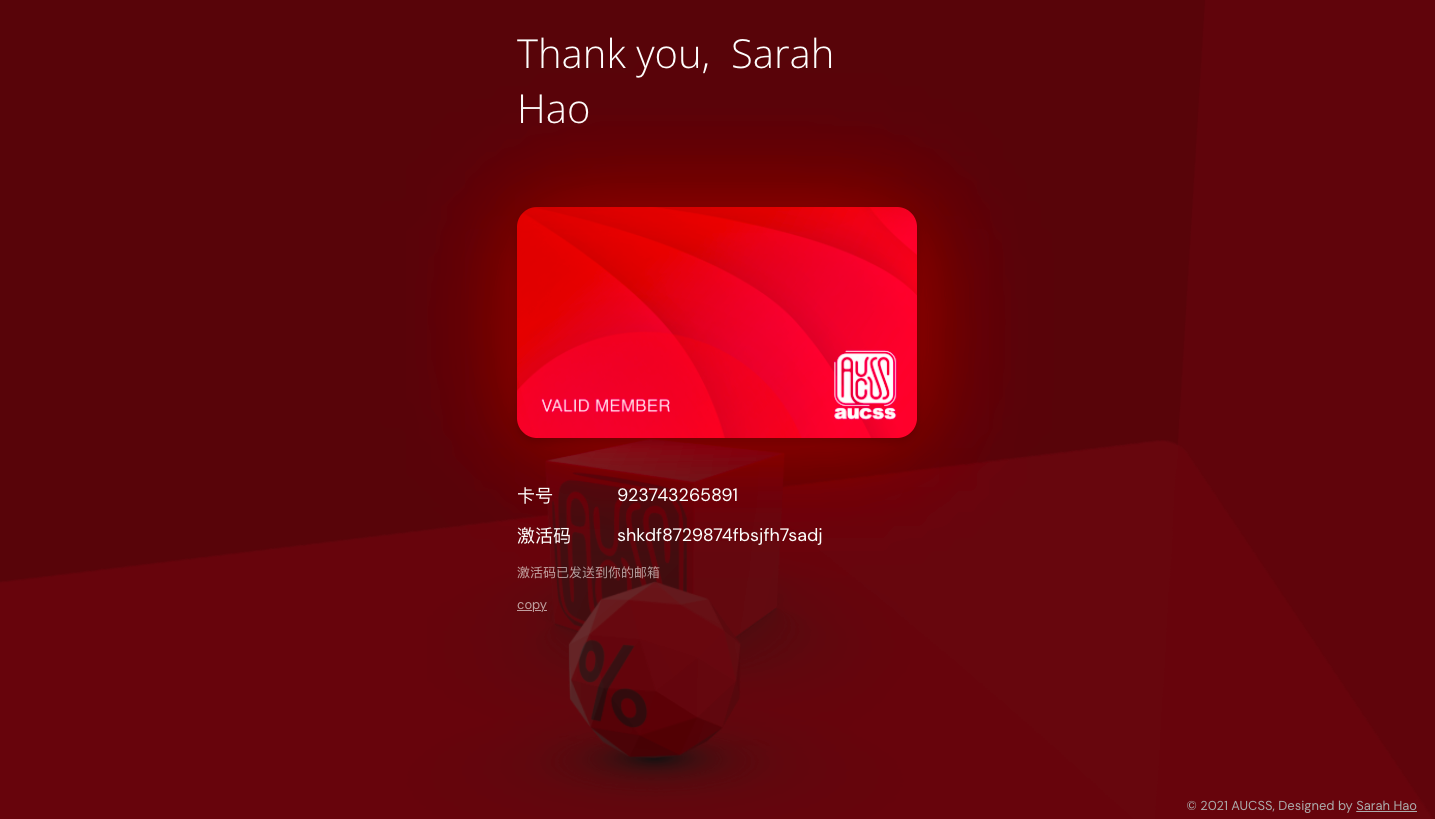 Thank you, Sarah
Hao
VALID MEMBER
AUCSS
aucss
卡号 923743265891
激活码 shkdf8729874fbsjfh7sadj
激活码已发送到你的邮箱
copy
AUCSS
%
© 2021 AUCSS, Designed by Sarah Hao